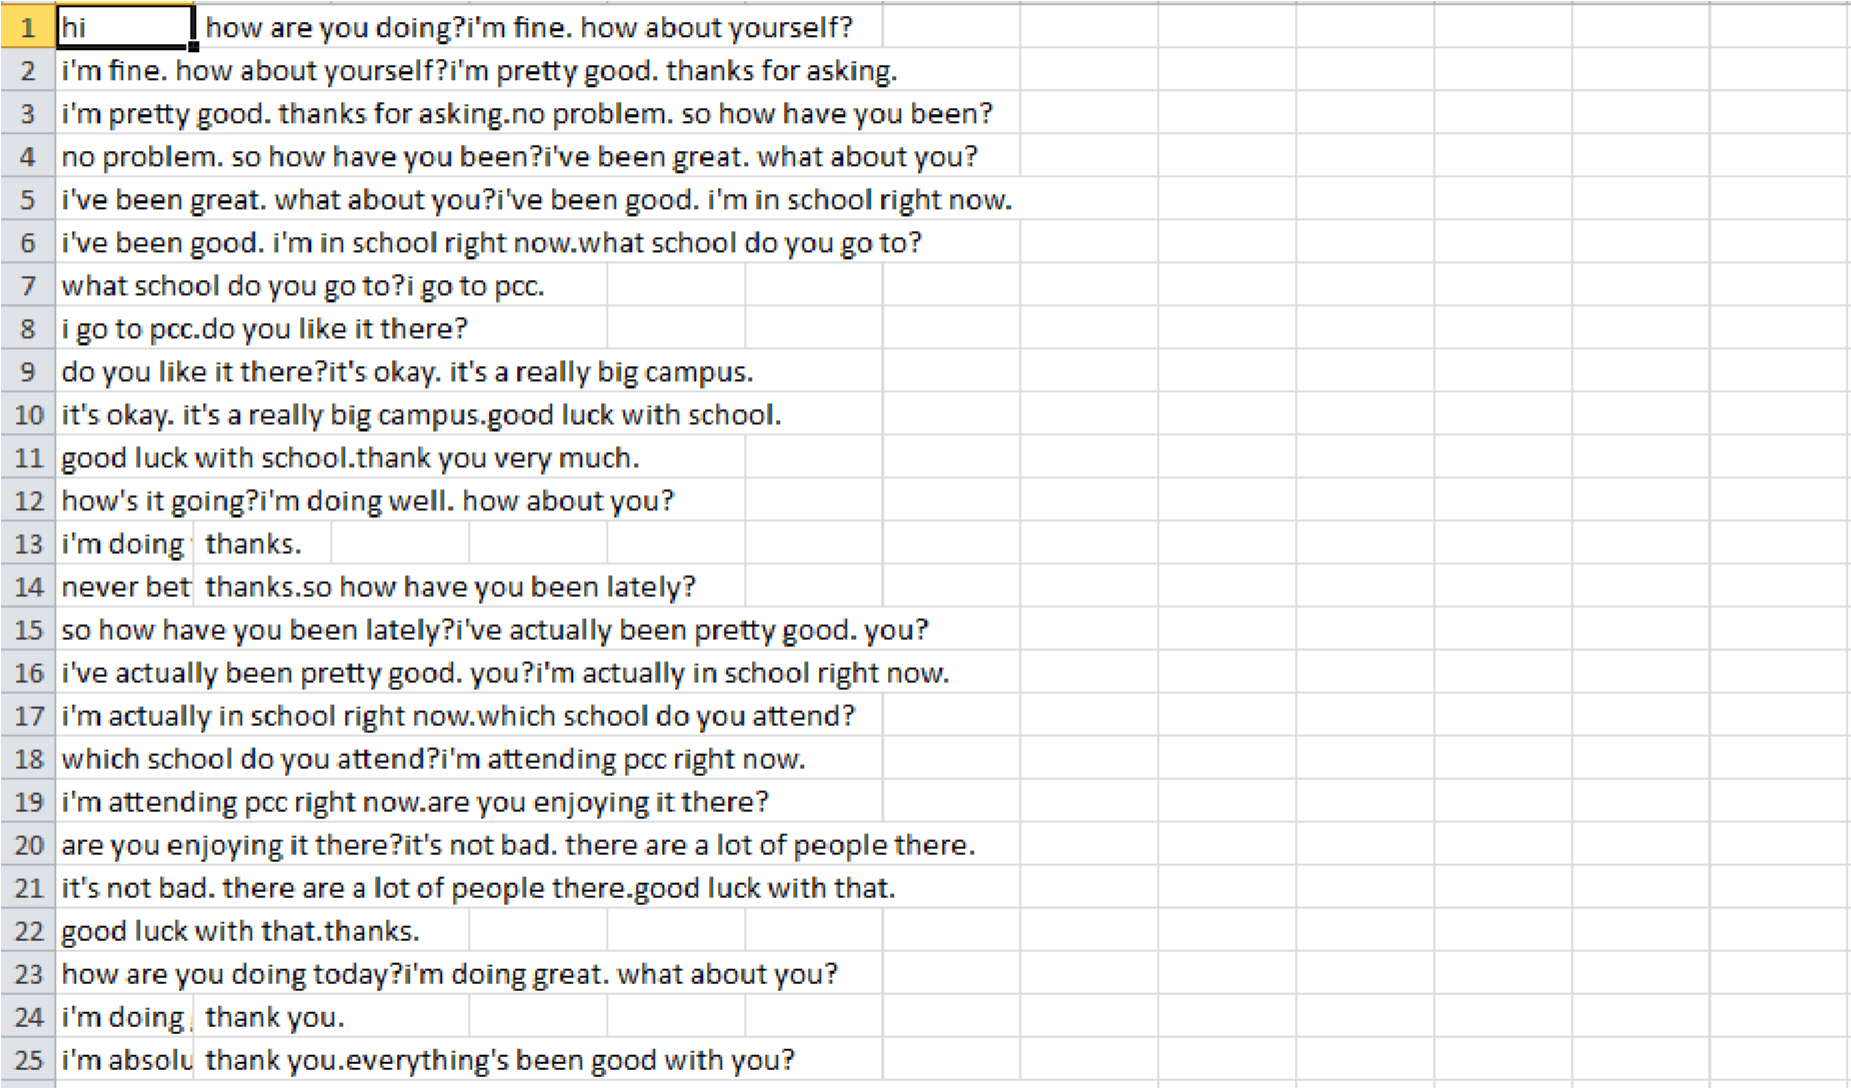 1 hi how are you doing?i'm fine. how about yourself?
2 i'm fine. how about yourself?i'm pretty good. thanks for asking.
3 i'm pretty good. thanks for asking.no problem. so how have you been?
4 no problem. so how have you been?i've been great. what about you?
5 i've been great. what about you?i've been good. i'm in school right now.
6 i've been good. i'm in school right now.what school do you go to?
7 what school do you go to?i go to pcc.
8 i go to pcc.do you like it there?
9 do you like it there?it's okay. it's a really big campus.
10 it's okay. it's a really big campus.good luck with school.
11 good luck with school.thank you very much.
12 how's it going?i'm doing well. how about you?
13 i'm doing thanks.
14 never bet thanks.so how have you been lately?
15 so how have you been lately?i've actually been pretty good. you?
16 i've actually been pretty good. you?i'm actually in school right now.
17 i'm actually in school right now.which school do you attend?
18 which school do you attend?i'm attending pcc right now.
19 i'm attending pcc right now.are you enjoying it there?
20 are you enjoying it there?it's not bad. there are a lot of people there.
21 it's not bad. there are a lot of people there.good luck with that.
22 good luck with that.thanks.
23 how are you doing today?i'm doing great. what about you?
24 i'm doing thank you.
25 i'm absolu thank you.everything's been good with you?